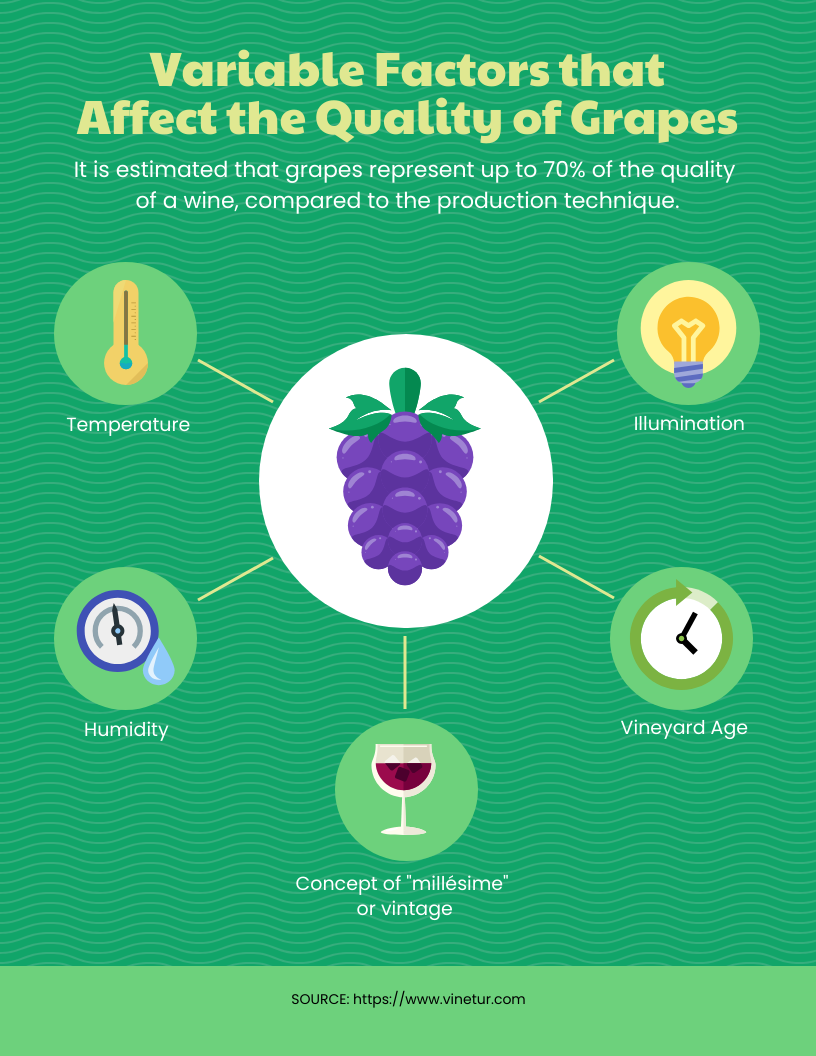 Variable Factors that
Affect the Quality of Grapes
It is estimated that grapes represent up to 70% of the quality
of a wine, compared to the production technique.
Temperature
Illumination
Humidity
Vineyard Age
Concept of "millésime"
or vintage
SOURCE: https://www.vinetur.com